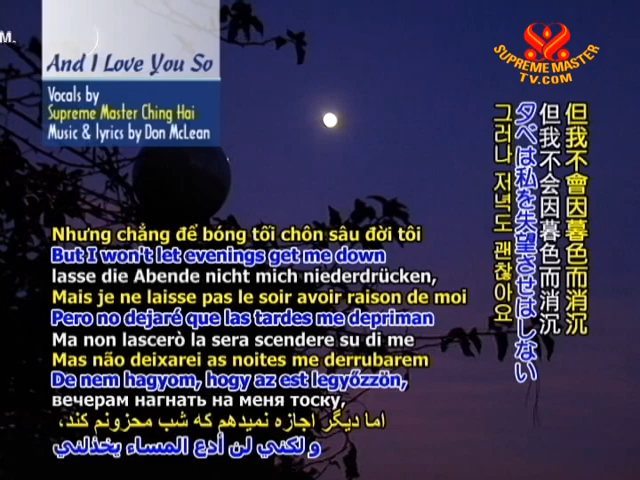 M.
SUPREME MASTER
TV.COM
And I Love You So
Vocals by
Supreme Master Ching Hai
Music & lyrics by Don McLean
但我不會因暮色而消沉
但我不会因暮色而消沉
夕べは私を失望させはしない
그러나 저녁도 괜찮아요
Nhưng chẳng để bóng tối chôn sâu đời tôi
But I won't let evenings get me down
lasse die Abende nicht mich niederdrücken,
Mais je ne laisse pas le soir avoir raison de moi
Pero no dejaré que las tardes me depriman
Ma non lascerò la sera scendere su di me
Mas não deixarei as noites me derrubarem
De nem hagyom, hogy az est legyőzzön,
вечерам нагнать на меня тоску,
اما دیگر اجازه نمیدهم که شب محزونم کند،
و لكني لن أدع المساء يخذلني